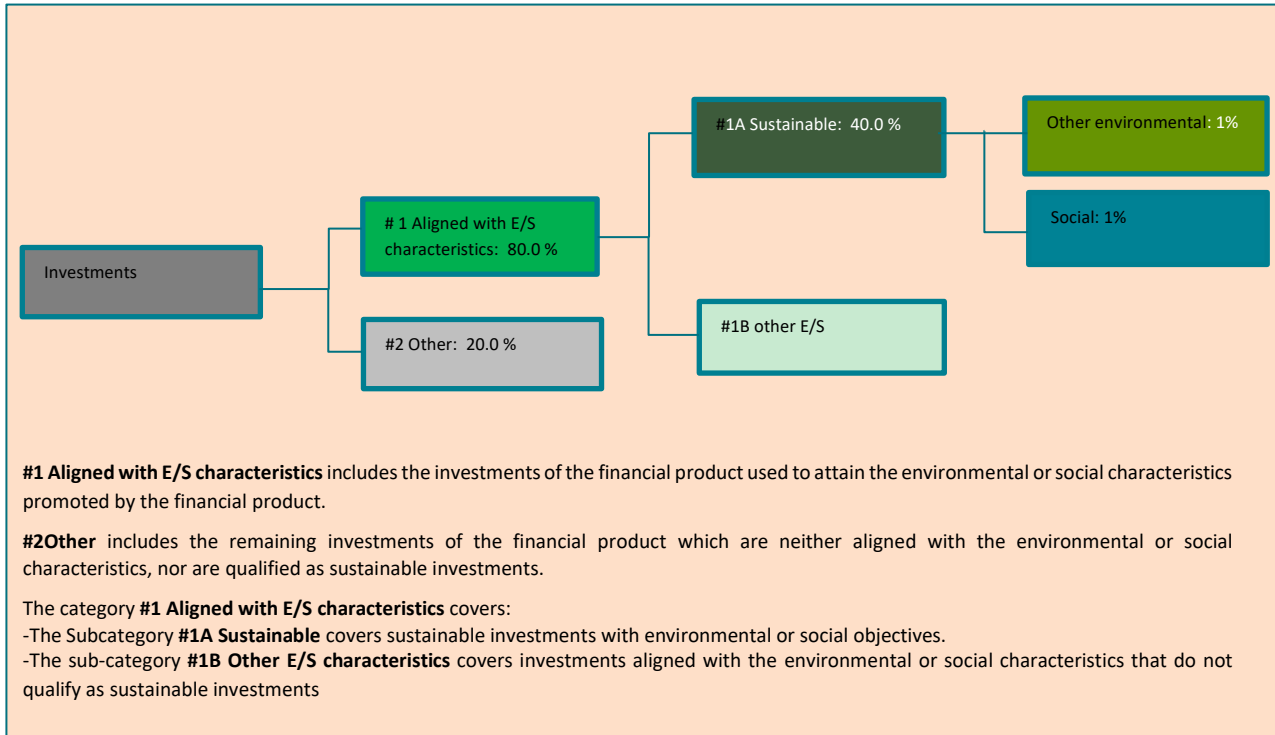 #1A Sustainable: 40.0 %
Other environmental: 1%
Social: 1%
# 1 Aligned with E/S
characteristics: 80.0 %
Investments
#2 Other: 20.0 %
#1B other E/S
#1 Aligned with E/S characteristics includes the investments of the financial product used to attain the environmental or social characteristics
promoted by the financial product.
#2Other includes the remaining investments of the financial product which are neither aligned with the environmental or social
characteristics, nor are qualified as sustainable investments.
The category #1 Aligned with E/S characteristics covers:
-The Subcategory #1A Sustainable covers sustainable investments with environmental or social objectives.
-The sub-category #1B Other E/S characteristics covers investments aligned with the environmental or social characteristics that do not
qualify as sustainable investments